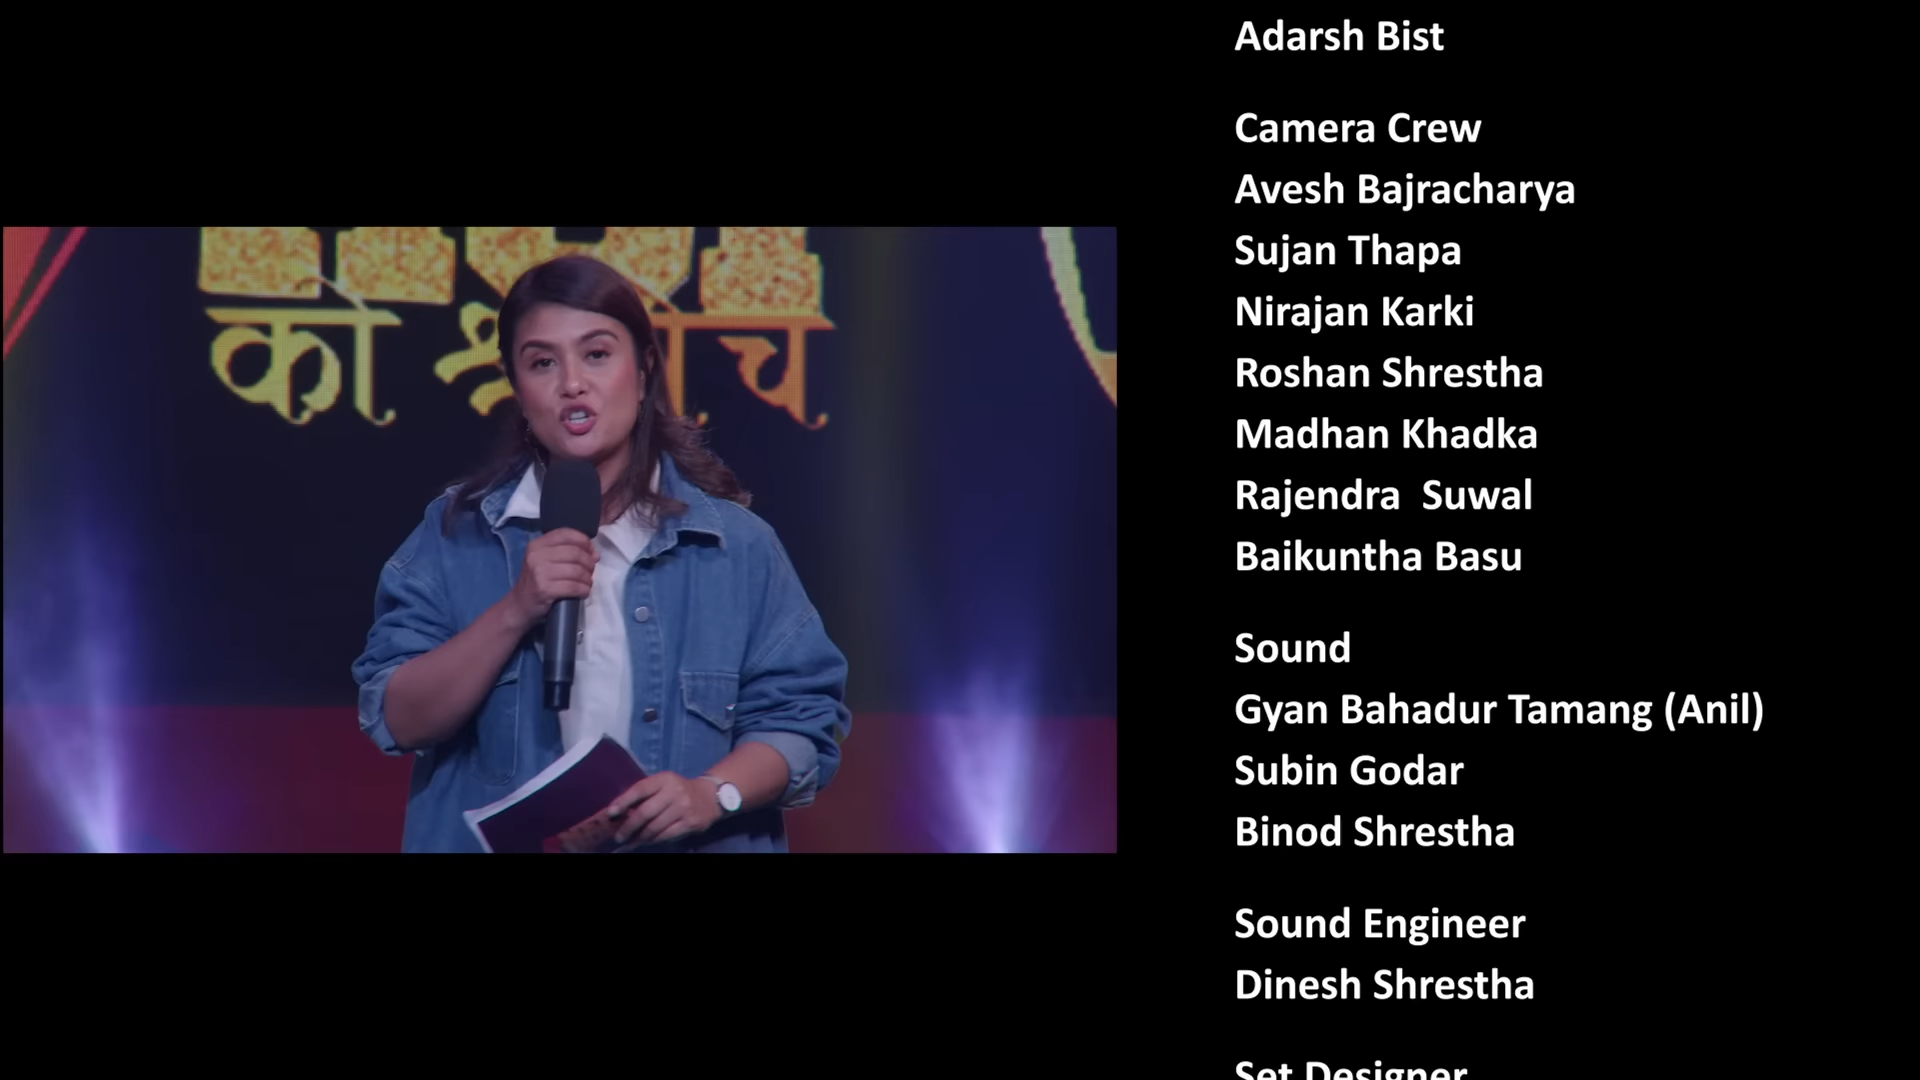 को
च
Adarsh Bist
Camera Crew
Avesh Bajracharya
Sujan Thapa
Nirajan Karki
Roshan Shrestha
Madhan Khadka
Rajendra  Suwal
Baikuntha Basu
Sound
Gyan Bahadur Tamang (Anil)
Subin Godar
Binod Shrestha
Sound Engineer
Dinesh Shrestha
Set Designer